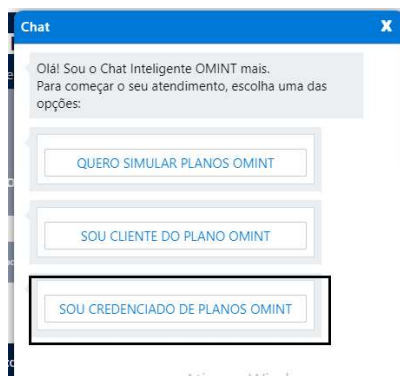 Chat X
Olá! Sou o Chat Inteligente OMINT mais.
Para começar o seu atendimento, escolha uma das
opções:
QUERO SIMULAR PLANOS OMINT
SOU CLIENTE DO PLANO OMINT
SOU CREDENCIADO DE PLANOS OMINT